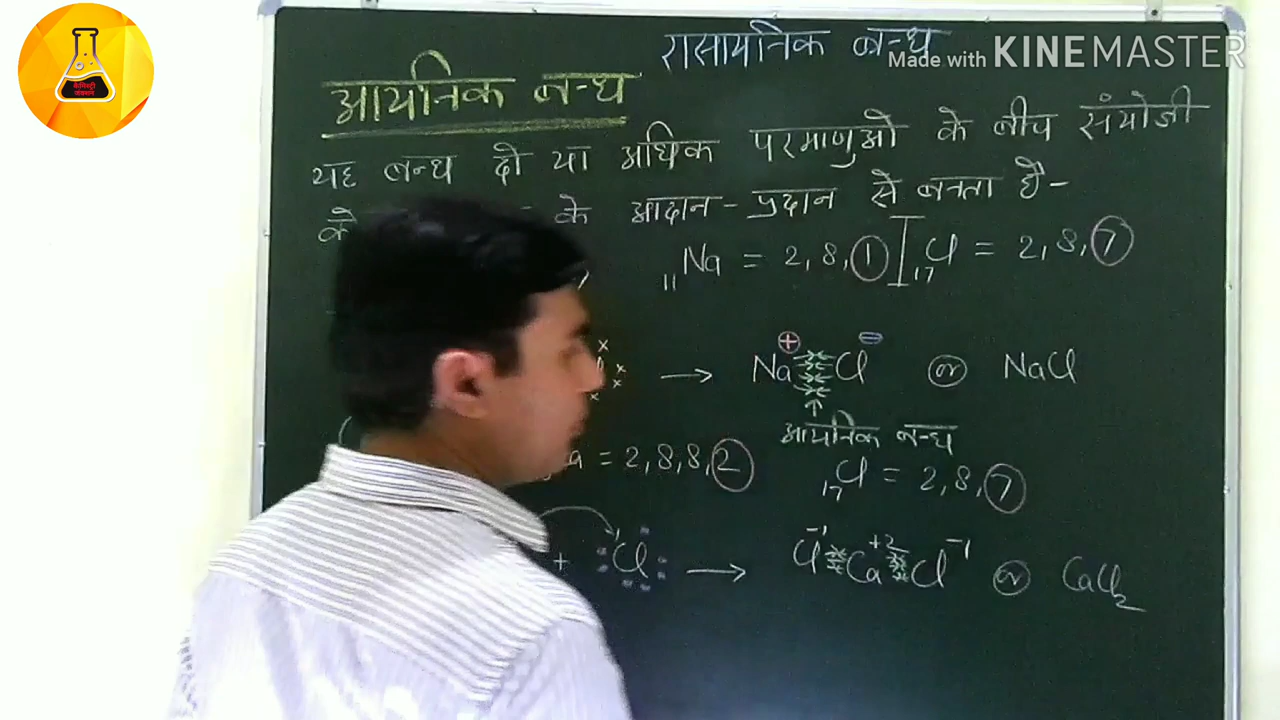 रासायनिक बन्ध
Made with KINEMASTER
आयनिक बन्ध
यह बन्ध दो या अधिक परमाणुओ के बीच संयोजी
के आदान-प्रदान से बनता है-
₁₁Na = 2, 8, 1 ₁₇Cl = 2, 8, 7
→ Na⊕ Cl⊖ or NaCl
↑
आयनिक बन्ध
a = 2, 8, 8, 2 ₁₇Cl = 2, 8, 7
+ Cl → Cl⁻¹ Ca⁺² Cl⁻¹ or CaCl₂